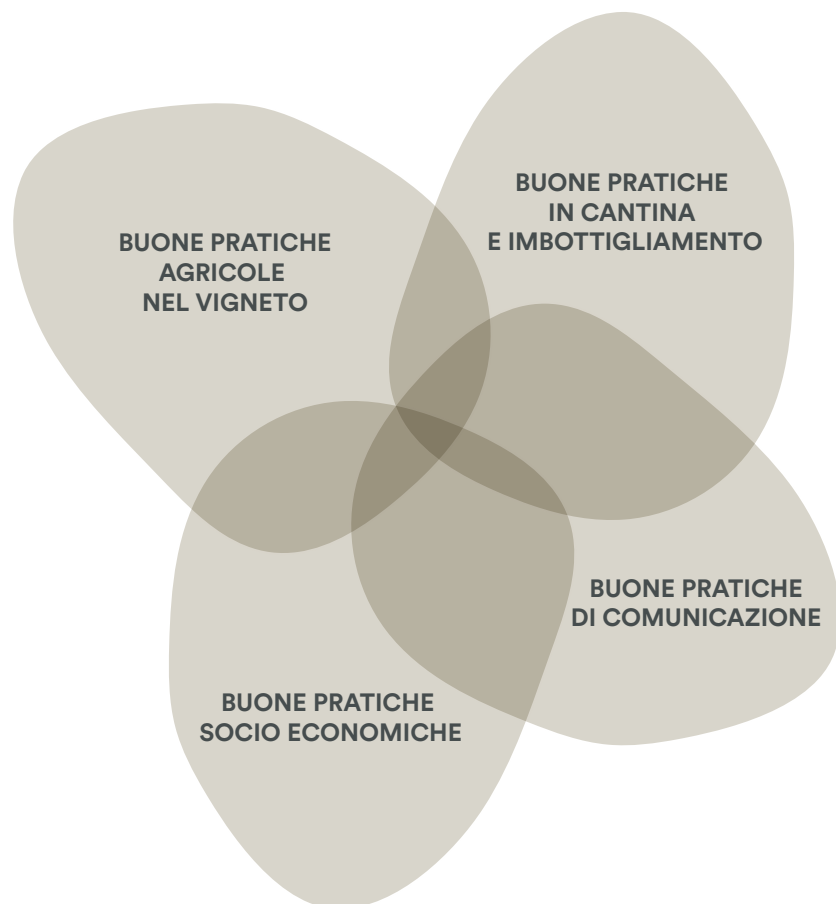 BUONE PRATICHE
AGRICOLE
NEL VIGNETO
BUONE PRATICHE
IN CANTINA
E IMBOTTIGLIAMENTO
BUONE PRATICHE
DI COMUNICAZIONE
BUONE PRATICHE
SOCIO ECONOMICHE